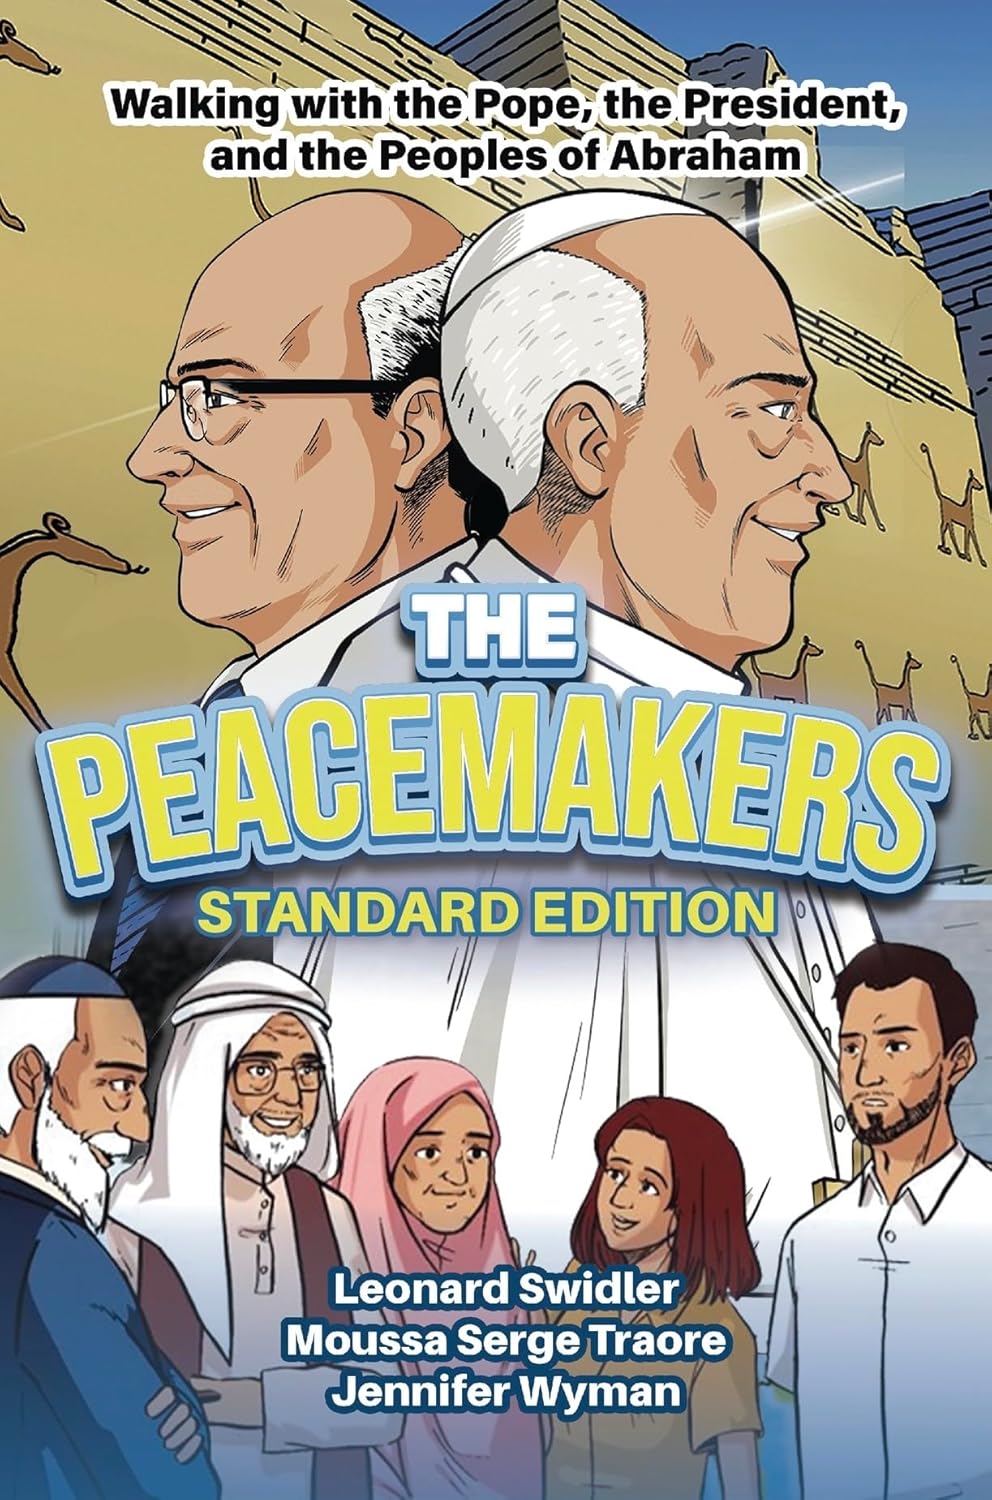 Walking with the Pope, the President,
and the Peoples of Abraham
THE
PEACEMAKERS
STANDARD EDITION
Leonard Swidler
Moussa Serge Traore
Jennifer Wyman